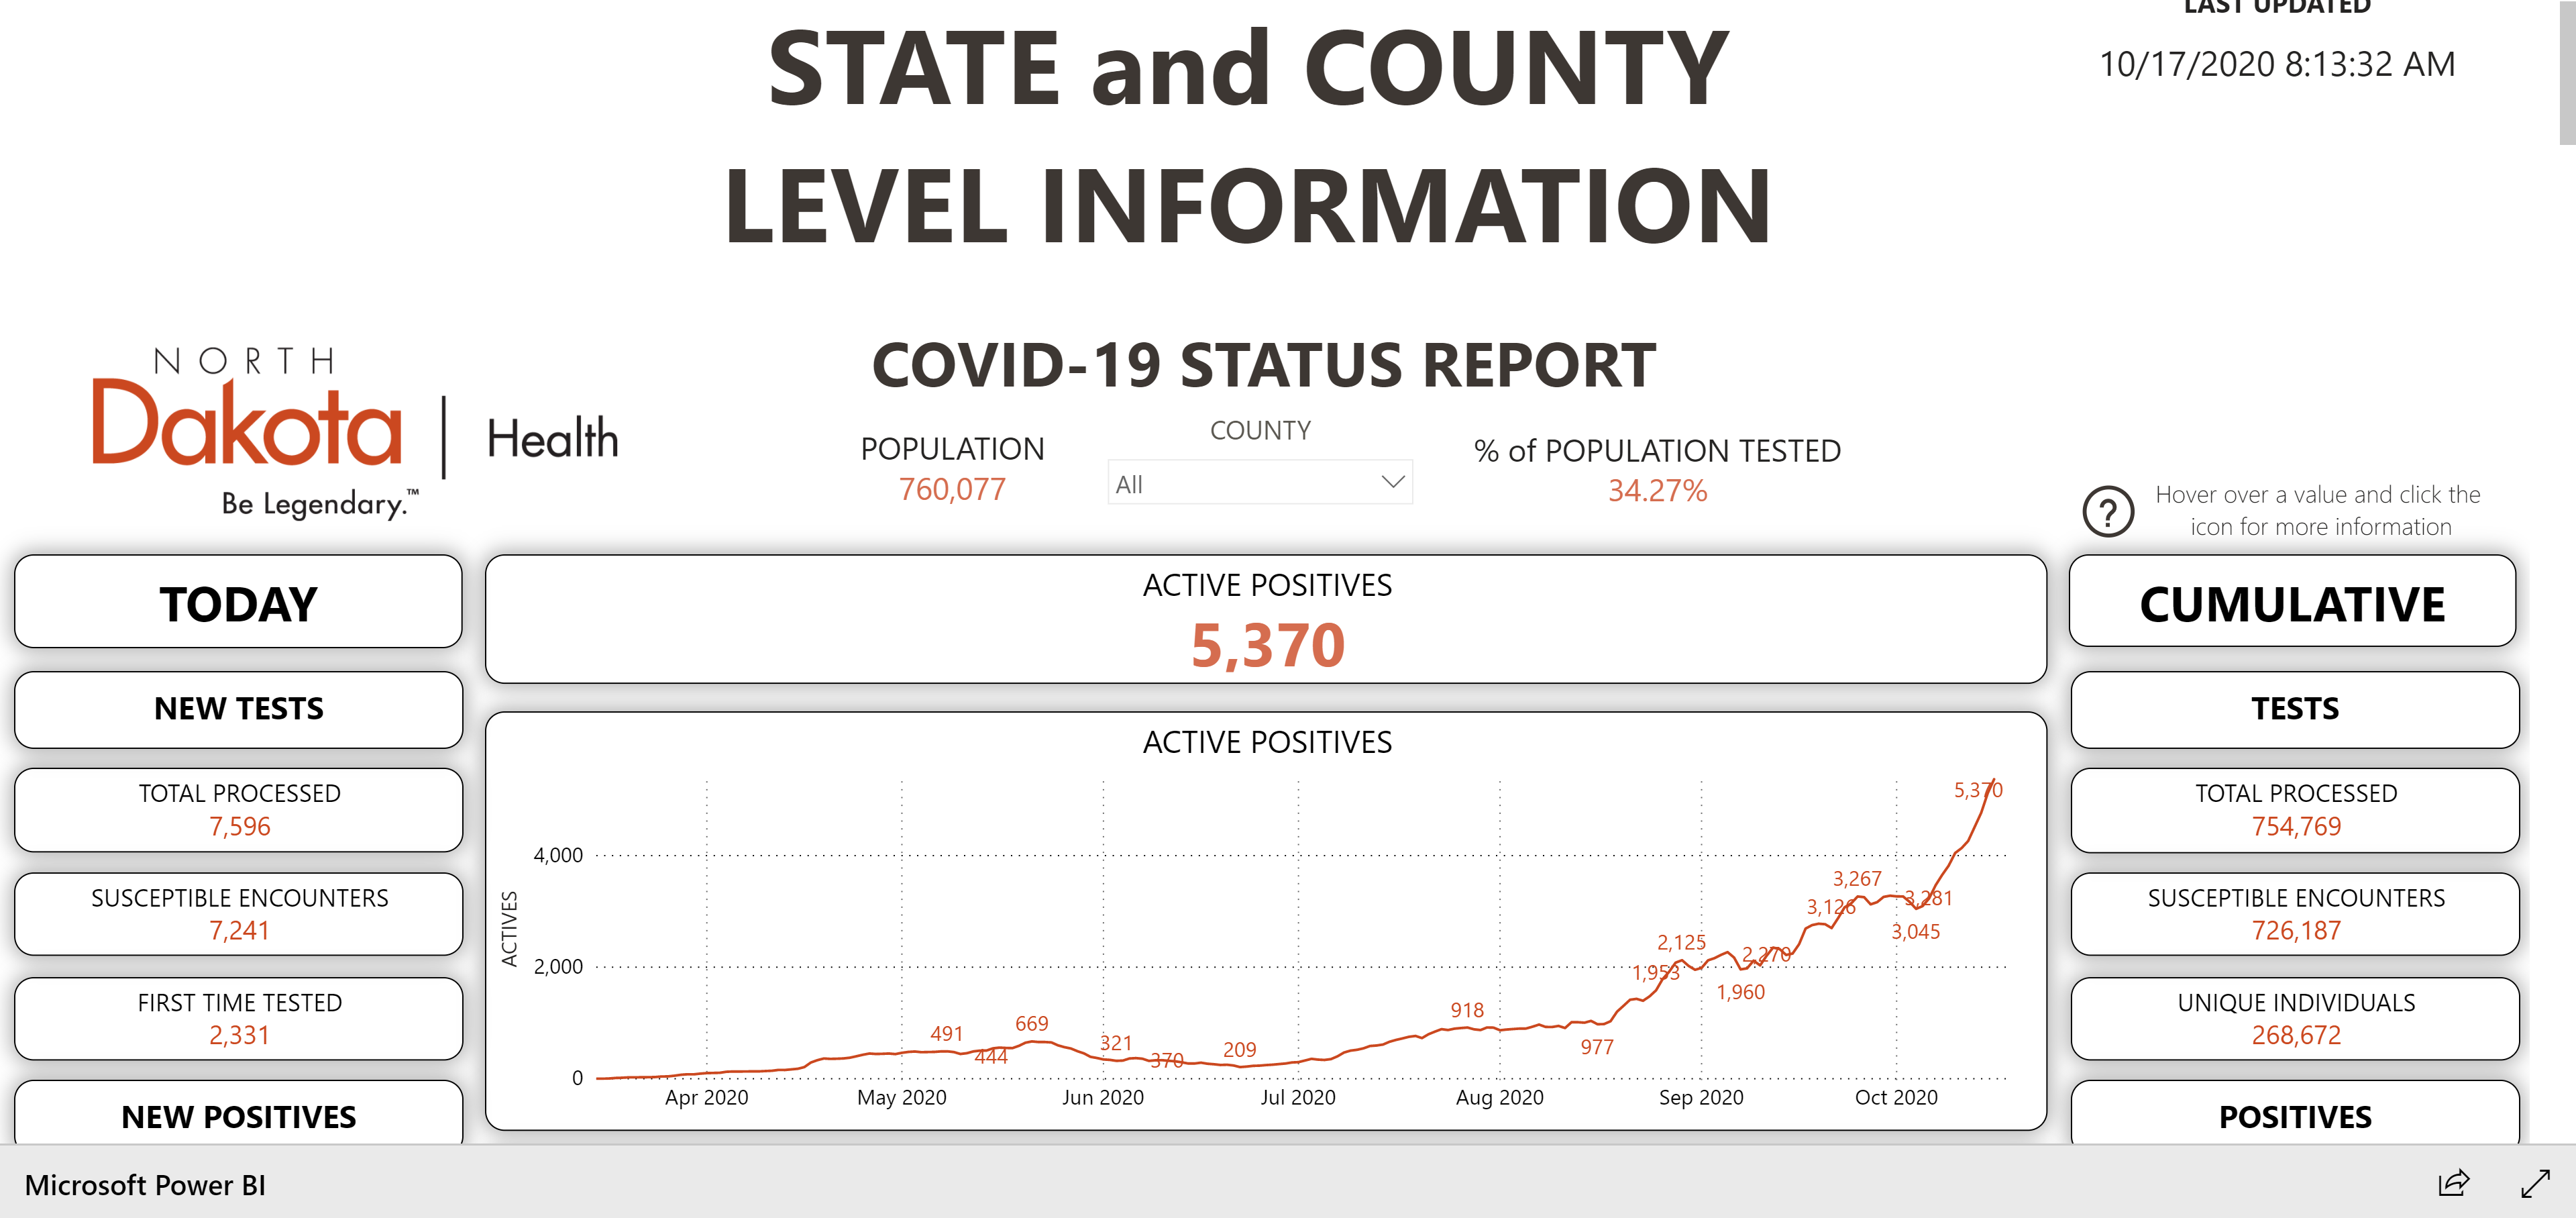 LAST UPDATED
10/17/2020 8:13:32 AM
STATE and COUNTY
LEVEL INFORMATION
NORTH
Dakota
Health
Be Legendary.™
COVID-19 STATUS REPORT
POPULATION
760,077
COUNTY
All
% of POPULATION TESTED
34.27%
?
Hover over a value and click the
icon for more information
TODAY
NEW TESTS
TOTAL PROCESSED
7,596
SUSCEPTIBLE ENCOUNTERS
7,241
FIRST TIME TESTED
2,331
NEW POSITIVES
ACTIVE POSITIVES
5,370
ACTIVE POSITIVES
ACTIVES
4,000
2,000
0
491
444
669
321
370
209
918
977
1,953
2,125
1,960
2,270
3,126
3,267
3,281
3,045
5,370
Apr 2020
May 2020
Jun 2020
Jul 2020
Aug 2020
Sep 2020
Oct 2020
CUMULATIVE
TESTS
TOTAL PROCESSED
754,769
SUSCEPTIBLE ENCOUNTERS
726,187
UNIQUE INDIVIDUALS
268,672
POSITIVES
Microsoft Power BI